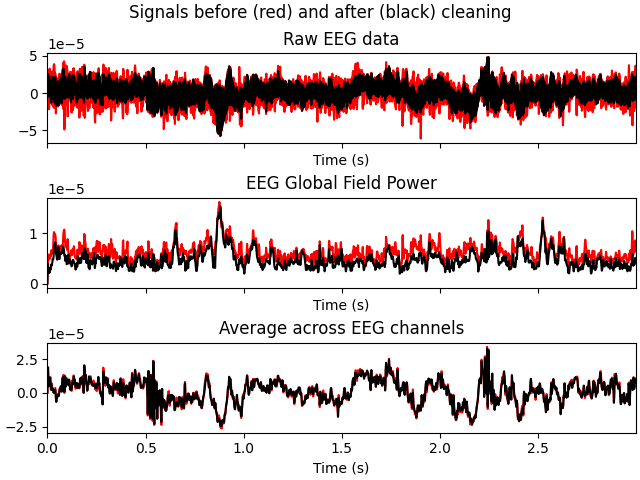 Signals before (red) and after (black) cleaning
Raw EEG data
1e−5
5
0
−5
Time (s)
EEG Global Field Power
1e−5
1
0
Time (s)
Average across EEG channels
1e−5
2.5
0.0
−2.5
0.0 0.5 1.0 1.5 2.0 2.5
Time (s)